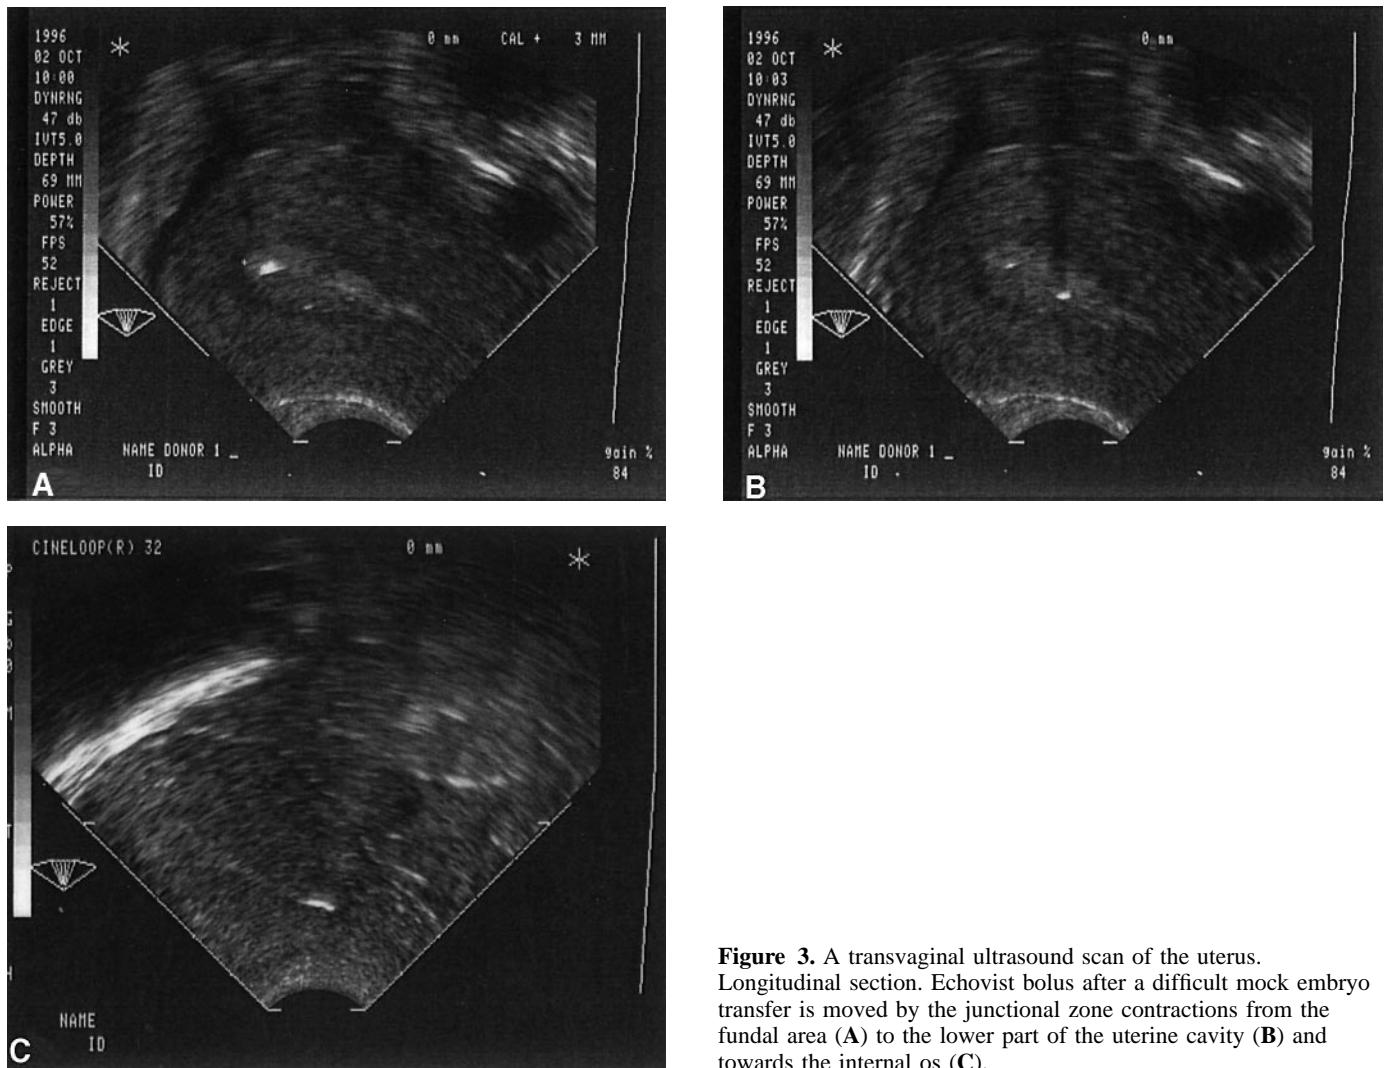 1996
02 OCT
10:00
DYNRNG
47 db
IVT5.0
DEPTH
69 MM
POWER
57%
FPS
52
REJECT
1
EDGE
1
GREY
3
SMOOTH
F 3
ALPHA
0 mm CAL + 3 MM
NAME DONOR 1 _
ID
gain %
84
A
1996
02 OCT
10:03
DYNRNG
47 db
IVT5.0
DEPTH
69 MM
POWER
57%
FPS
52
REJECT
1
EDGE
1
GREY
3
SMOOTH
F 3
ALPHA
0 mm
NAME DONOR 1 _
ID
gain %
84
B
CINELOOP(R) 32 0 mm
NAME
ID
C
Figure 3. A transvaginal ultrasound scan of the uterus.
Longitudinal section. Echovist bolus after a difficult mock embryo
transfer is moved by the junctional zone contractions from the
fundal area (A) to the lower part of the uterine cavity (B) and
towards the internal os (C).